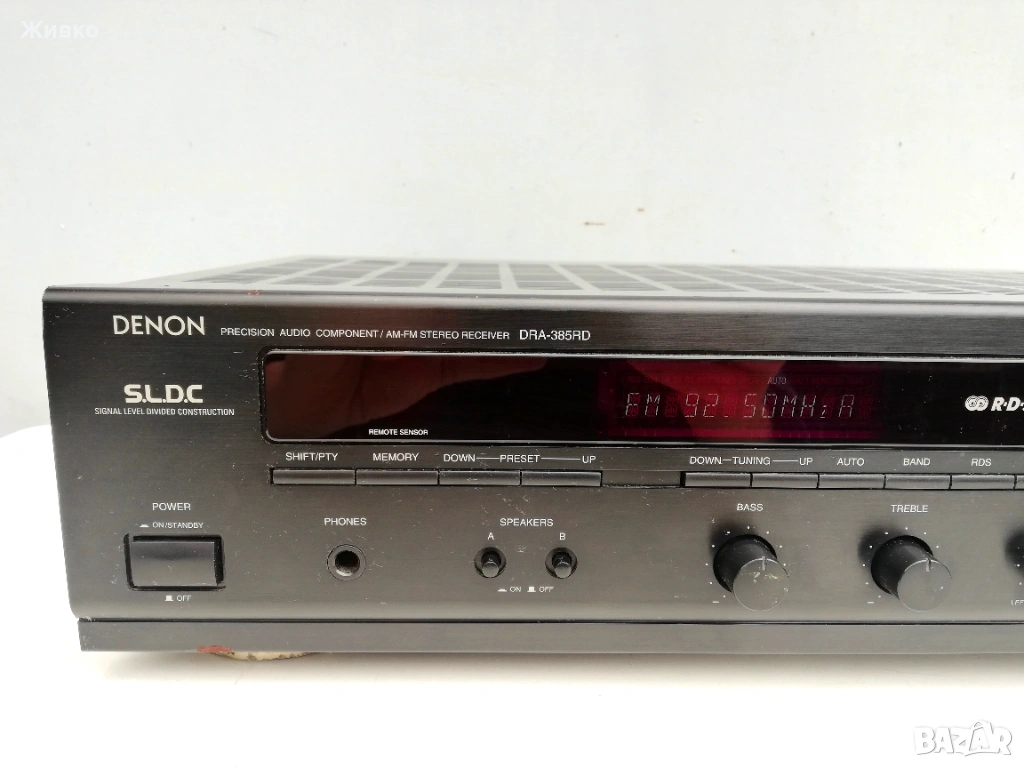 Живко
DENON PRECISION AUDIO COMPONENT / AM-FM STEREO RECEIVER DRA-385RD
S.L.D.C
SIGNAL LEVEL DIVIDED CONSTRUCTION
AUTO
FM 92.50MHz A
R·D·
REMOTE SENSOR
SHIFT/PTY MEMORY DOWN PRESET UP DOWN TUNING UP AUTO BAND RDS
POWER
ON/STANDBY
OFF
PHONES
SPEAKERS
A B
ON OFF
BASS
- +
TREBLE
- +
BAZAR